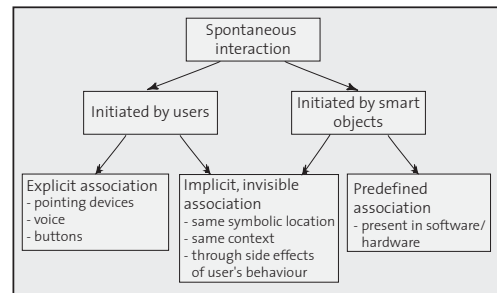 Spontaneous
interaction
Initiated by users
Initiated by smart
objects
Explicit association
- pointing devices
- voice
- buttons
Implicit, invisible
association
- same symbolic location
- same context
- through side effects
of user's behaviour
Predefined
association
- present in software/
hardware